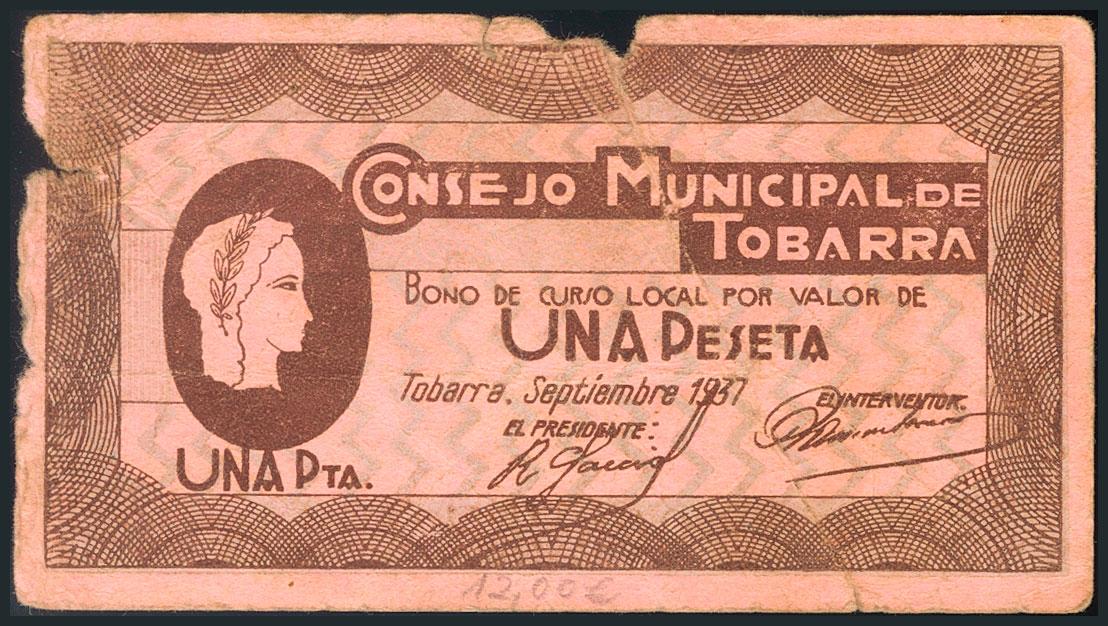 CONSEJO MUNICIPAL DE
TOBARRA
BONO DE CURSO LOCAL POR VALOR DE
UNA PESETA
Tobarra, Septiembre 1937
EL PRESIDENTE:
EL INTERVENTOR.
R. García
UNA PTA.
12,00€